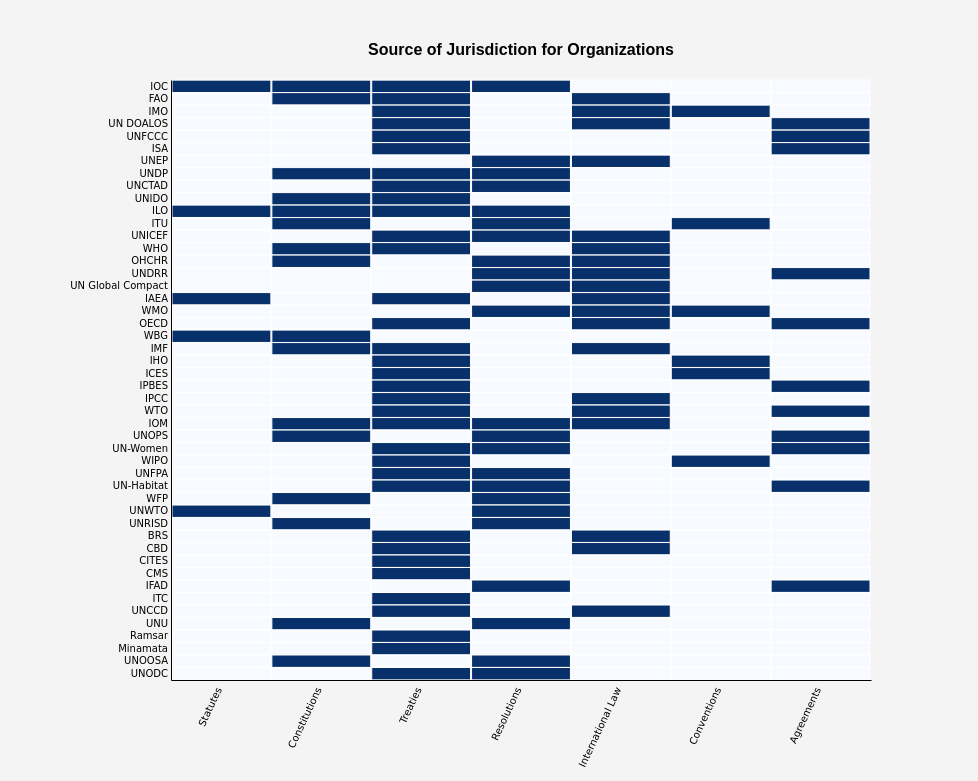 Source of Jurisdiction for Organizations
IOC
FAO
IMO
UN DOALOS
UNFCCC
ISA
UNEP
UNDP
UNCTAD
UNIDO
ILO
ITU
UNICEF
WHO
OHCHR
UNDRR
UN Global Compact
IAEA
WMO
OECD
WBG
IMF
IHO
ICES
IPBES
IPCC
WTO
IOM
UNOPS
UN-Women
WIPO
UNFPA
UN-Habitat
WFP
UNWTO
UNRISD
BRS
CBD
CITES
CMS
IFAD
ITC
UNCCD
UNU
Ramsar
Minamata
UNOOSA
UNODC
Statutes
Constitutions
Treaties
Resolutions
International Law
Conventions
Agreements